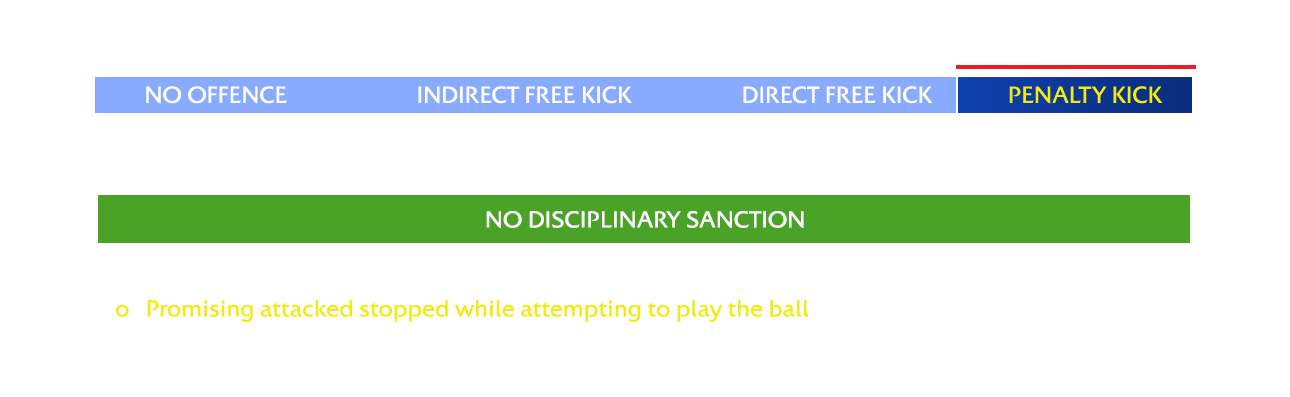 NO OFFENCE INDIRECT FREE KICK DIRECT FREE KICK PENALTY KICK
NO DISCIPLINARY SANCTION
o Promising attacked stopped while attempting to play the ball